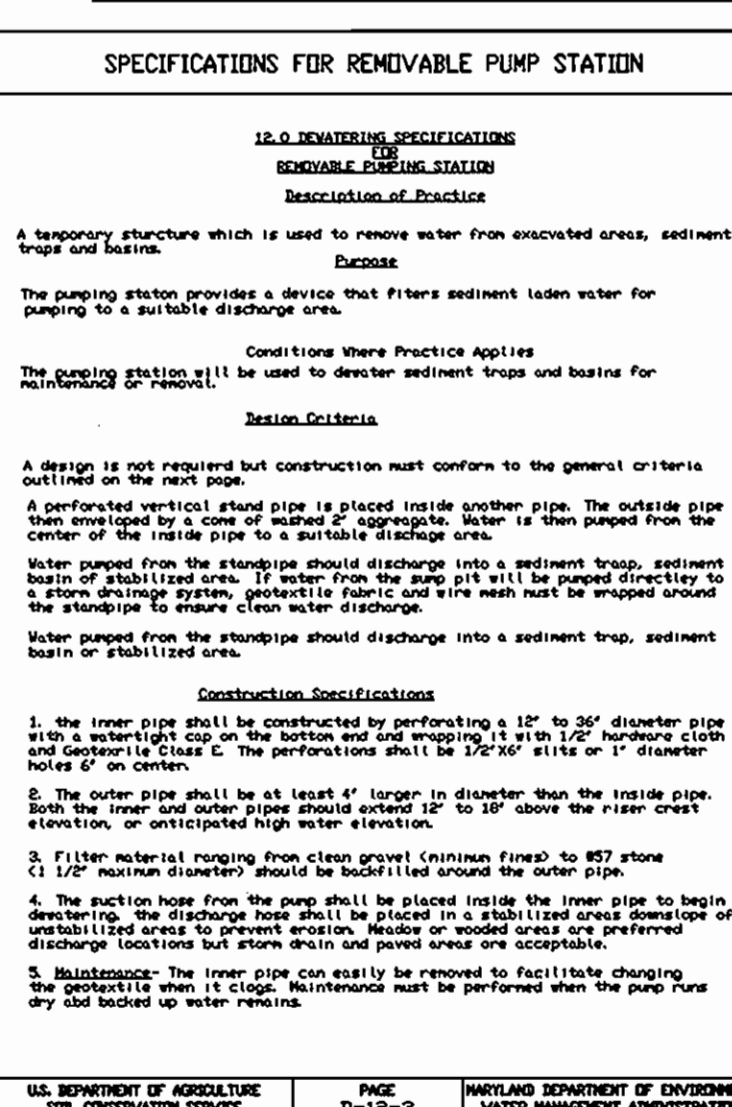 SPECIFICATIONS FOR REMOVABLE PUMP STATION
12.0 DEWATERING SPECIFICATIONS
FOR
REMOVABLE PUMPING STATION
Description of Practice
A temporary sturcture which is used to remove water from exacvated areas, sediment
traps and basins.
Purpose
The pumping staton provides a device that fiters sediment laden water for
pumping to a suitable discharge area.
Conditions Where Practice Applies
The pumping station will be used to dewater sediment traps and basins for
maintenance or removal.
Design Criteria
A design is not requierd but construction must conform to the general criteria
outlined on the next page.
A perforated vertical stand pipe is placed inside another pipe. The outside pipe
then enveloped by a cone of washed 2" aggreagate. Water is then pumped from the
center of the inside pipe to a suitable dischage area.
Water pumped from the standpipe should discharge into a sediment traap, sediment
basin of stabilized area. If water from the sump pit will be pumped directley to
a storm drainage system, geotextile fabric and wire mesh must be wrapped around
the standpipe to ensure clean water discharge.
Water pumped from the standpipe should discharge into a sediment trap, sediment
basin or stabilized area.
Construction Specifications
1. the inner pipe shall be constructed by perforating a 12" to 36" diameter pipe
with a watertight cap on the bottom end and wrapping it with 1/2" hardware cloth
and Geotexrile Class E. The perforations shall be 1/2"X6" slits or 1" diameter
holes 6" on center.
2. The outer pipe shall be at least 4" larger in diameter than the inside pipe.
Both the inner and outer pipes should extend 12" to 18" above the riser crest
elevation, or anticipated high water elevation.
3. Filter material ranging from clean gravel (minimun fines) to #57 stone
(1 1/2" maximun diameter) should be backfilled around the outer pipe.
4. The suction hose from the pump shall be placed inside the inner pipe to begin
dewatering. the discharge hose shall be placed in a stabilized areas downslope of
unstabilized areas to prevent erosion. Meadow or wooded areas are preferred
discharge locations but storm drain and paved areas are acceptable.
5. Maintenance- The inner pipe can easily be removed to facilitate changing
the geotextile when it clogs. Maintenance must be performed when the pump runs
dry abd backed up water remains.
U.S. DEPARTMENT OF AGRICULTURE
SOIL CONSERVATION SERVICE
PAGE
D-12-3
MARYLAND DEPARTMENT OF ENVIRONME
WATER MANAGEMENT ADMINISTRATION